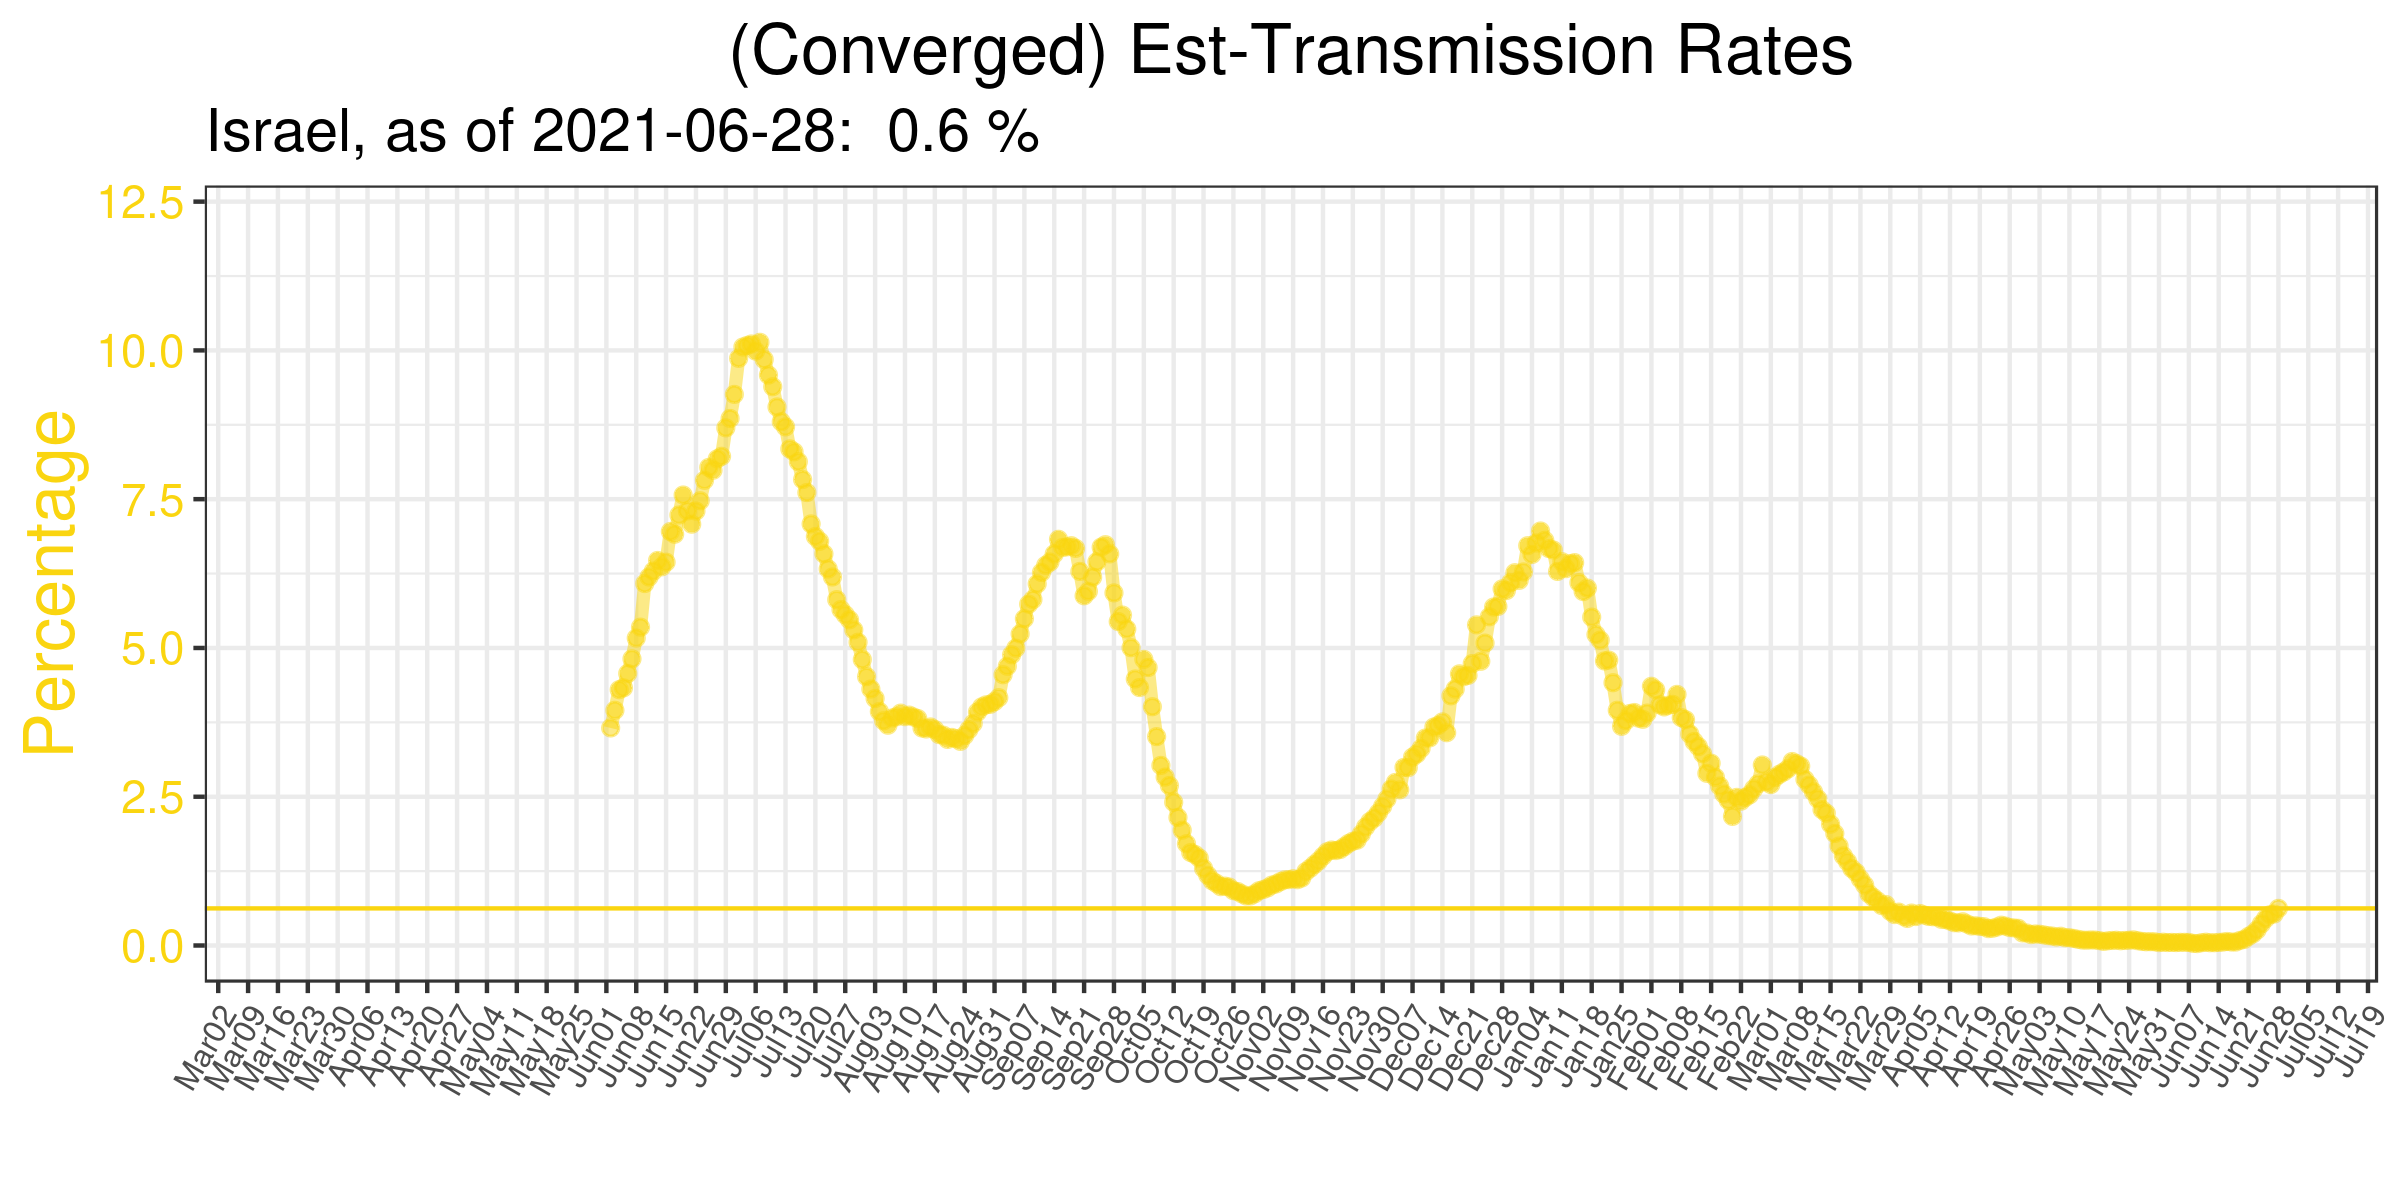 (Converged) Est-Transmission Rates
Israel, as of 2021-06-28:  0.6 %
Percentage
12.5
10.0
7.5
5.0
2.5
0.0
Mar02
Mar09
Mar16
Mar23
Mar30
Apr06
Apr13
Apr20
Apr27
May04
May11
May18
May25
Jun01
Jun08
Jun15
Jun22
Jun29
Jul06
Jul13
Jul20
Jul27
Aug03
Aug10
Aug17
Aug24
Aug31
Sep07
Sep14
Sep21
Sep28
Oct05
Oct12
Oct19
Oct26
Nov02
Nov09
Nov16
Nov23
Nov30
Dec07
Dec14
Dec21
Dec28
Jan04
Jan11
Jan18
Jan25
Feb01
Feb08
Feb15
Feb22
Mar01
Mar08
Mar15
Mar22
Mar29
Apr05
Apr12
Apr19
Apr26
May03
May10
May17
May24
May31
Jun07
Jun14
Jun21
Jun28
Jul05
Jul12
Jul19